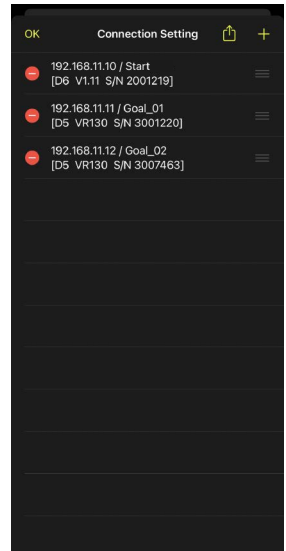 OK
Connection Setting
192.168.11.10 / Start
[D6 V1.11 S/N 2001219]
192.168.11.11 / Goal_01
[D5 VR130 S/N 3001220]
192.168.11.12 / Goal_02
[D5 VR130 S/N 3007463]